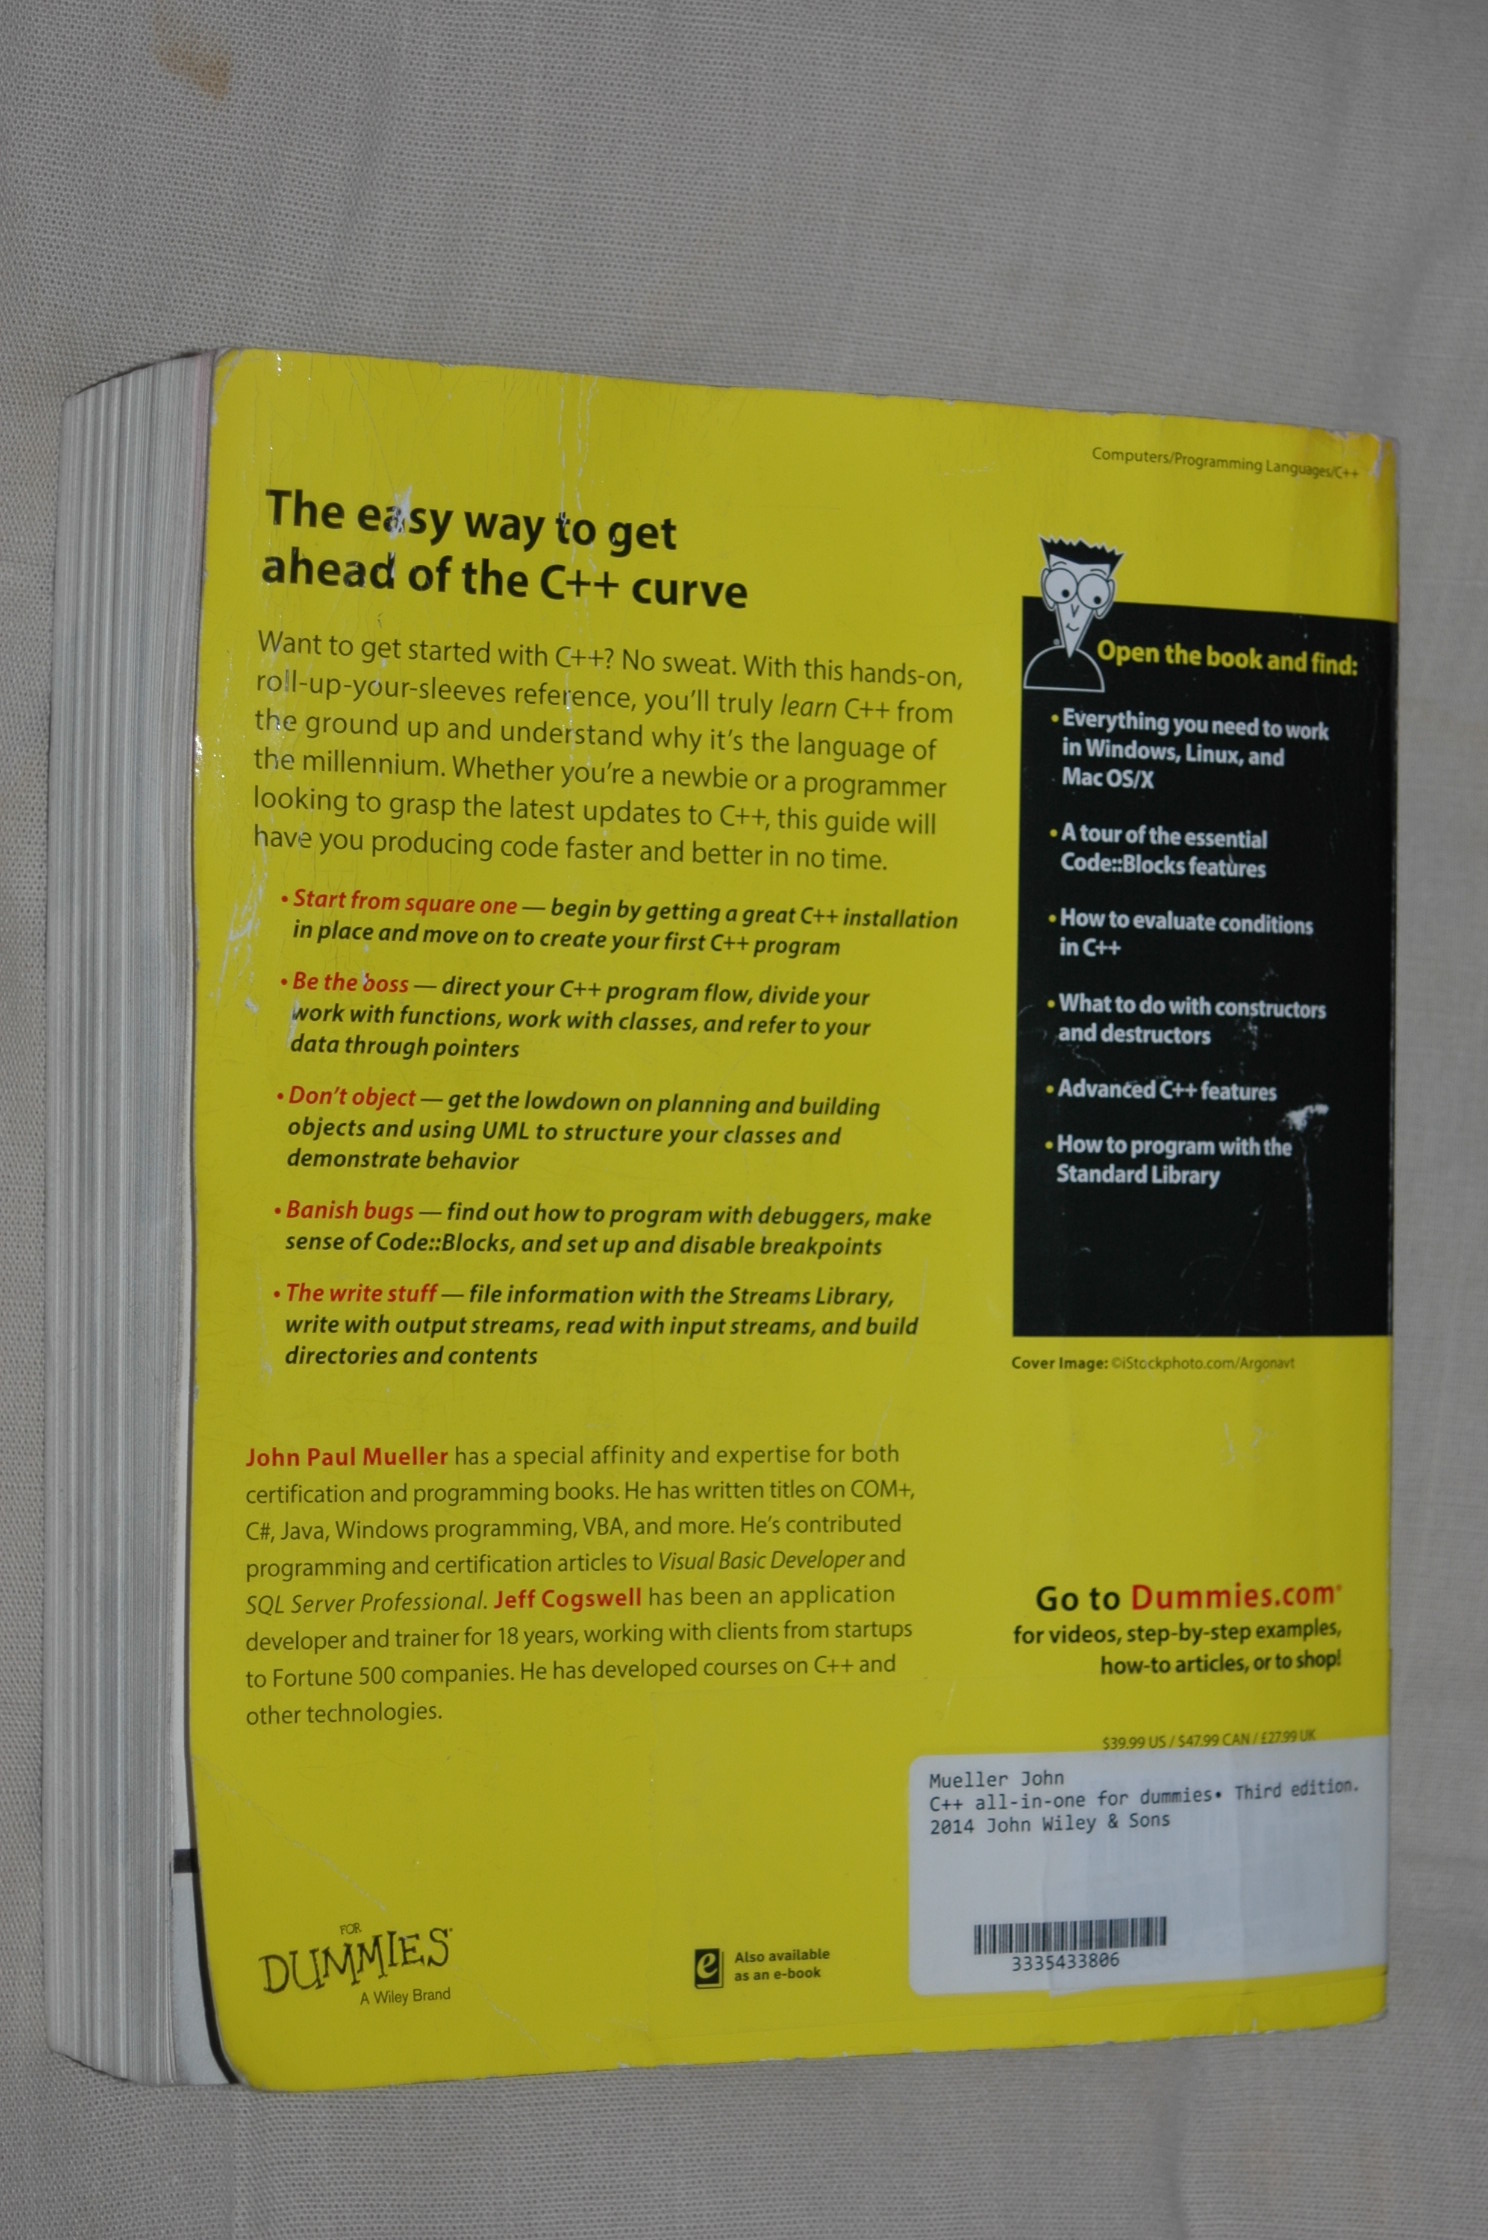 Computers/Programming Languages/C++
The easy way to get
ahead of the C++ curve
Want to get started with C++? No sweat. With this hands-on,
roll-up-your-sleeves reference, you'll truly learn C++ from
the ground up and understand why it's the language of
the millennium. Whether you're a newbie or a programmer
looking to grasp the latest updates to C++, this guide will
have you producing code faster and better in no time.
• Start from square one — begin by getting a great C++ installation
in place and move on to create your first C++ program
• Be the boss — direct your C++ program flow, divide your
work with functions, work with classes, and refer to your
data through pointers
• Don't object — get the lowdown on planning and building
objects and using UML to structure your classes and
demonstrate behavior
• Banish bugs — find out how to program with debuggers, make
sense of Code::Blocks, and set up and disable breakpoints
• The write stuff — file information with the Streams Library,
write with output streams, read with input streams, and build
directories and contents
John Paul Mueller has a special affinity and expertise for both
certification and programming books. He has written titles on COM+,
C#, Java, Windows programming, VBA, and more. He's contributed
programming and certification articles to Visual Basic Developer and
SQL Server Professional. Jeff Cogswell has been an application
developer and trainer for 18 years, working with clients from startups
to Fortune 500 companies. He has developed courses on C++ and
other technologies.
Open the book and find:
• Everything you need to work
in Windows, Linux, and
Mac OS/X
• A tour of the essential
Code::Blocks features
• How to evaluate conditions
in C++
• What to do with constructors
and destructors
• Advanced C++ features
• How to program with the
Standard Library
Cover Image: ©iStockphoto.com/Argonavt
Go to Dummies.com®
for videos, step-by-step examples,
how-to articles, or to shop!
$39.99 US / $47.99 CAN / £27.99 UK
Mueller John
C++ all-in-one for dummies• Third edition.
2014 John Wiley & Sons
3335433806
FOR
DUMMIES®
A Wiley Brand
e
Also available
as an e-book